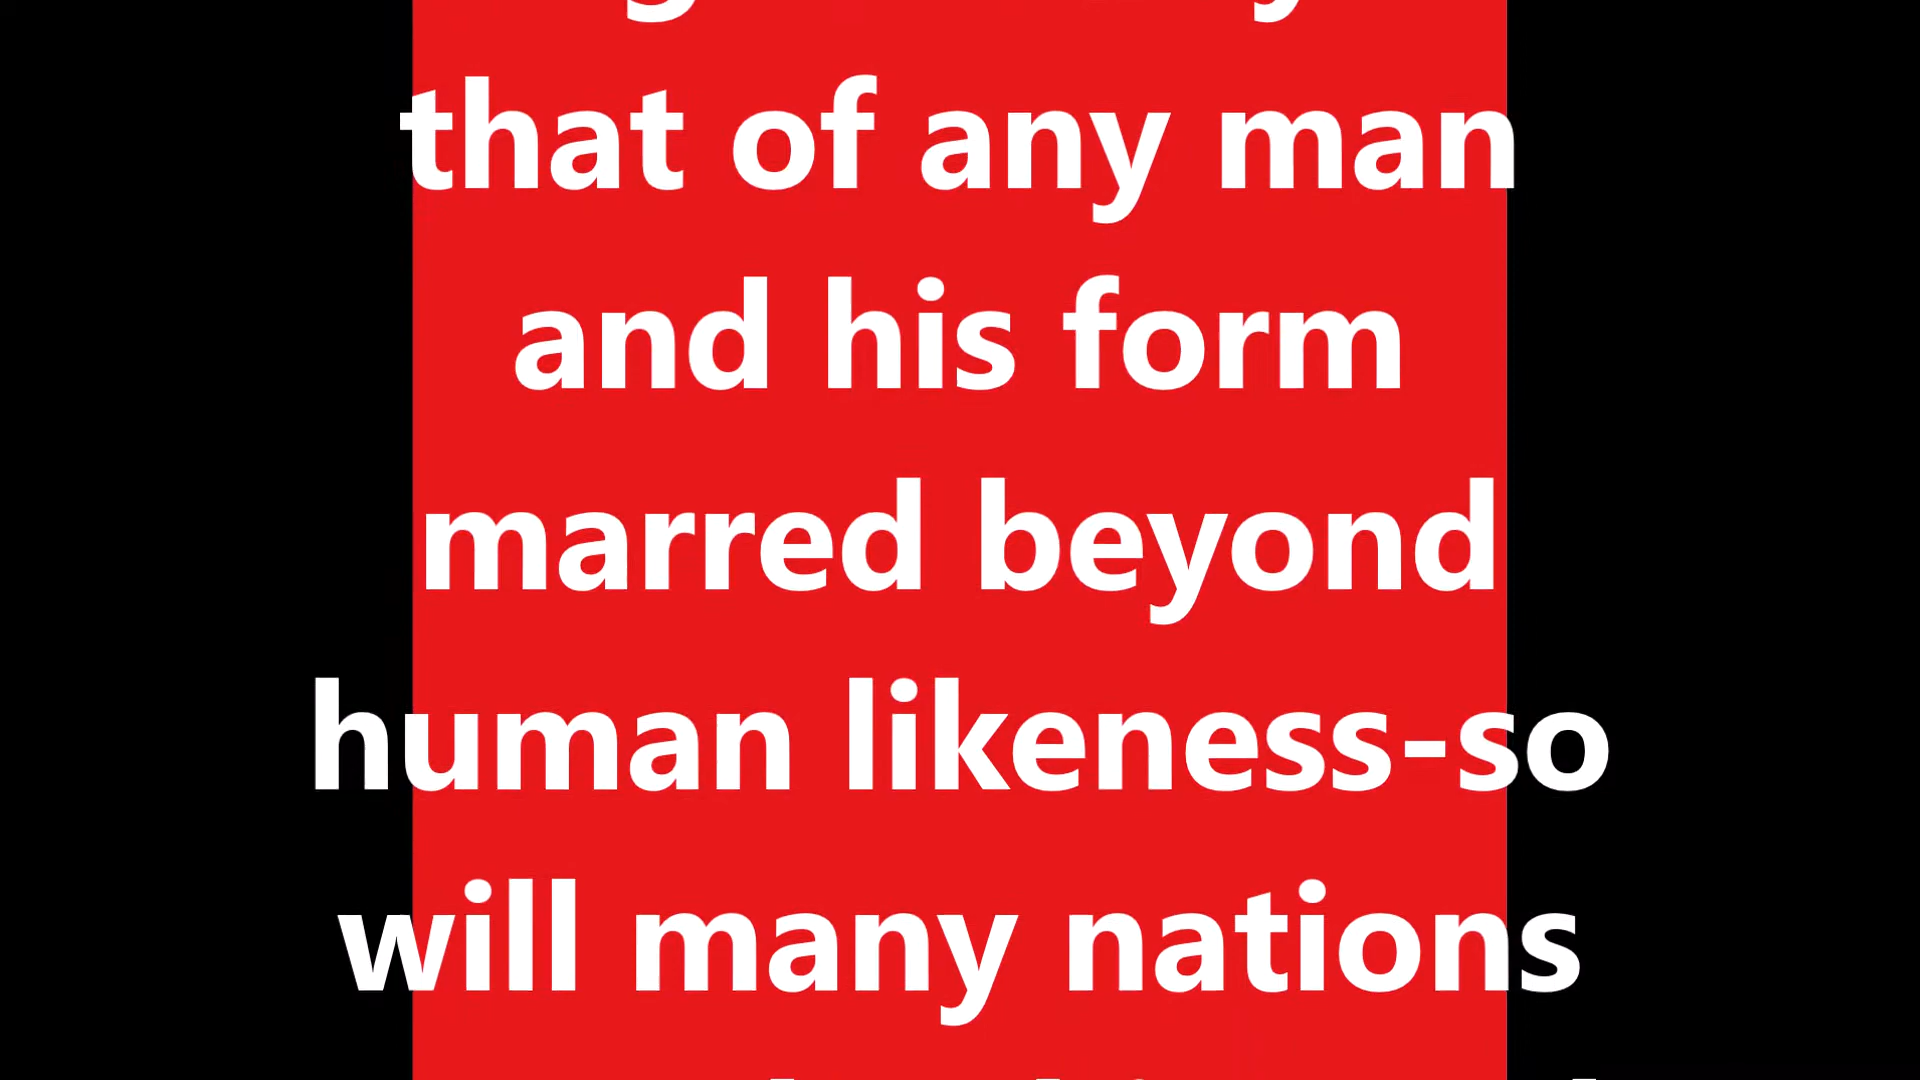 that of any man
and his form
marred beyond
human likeness-so
will many nations